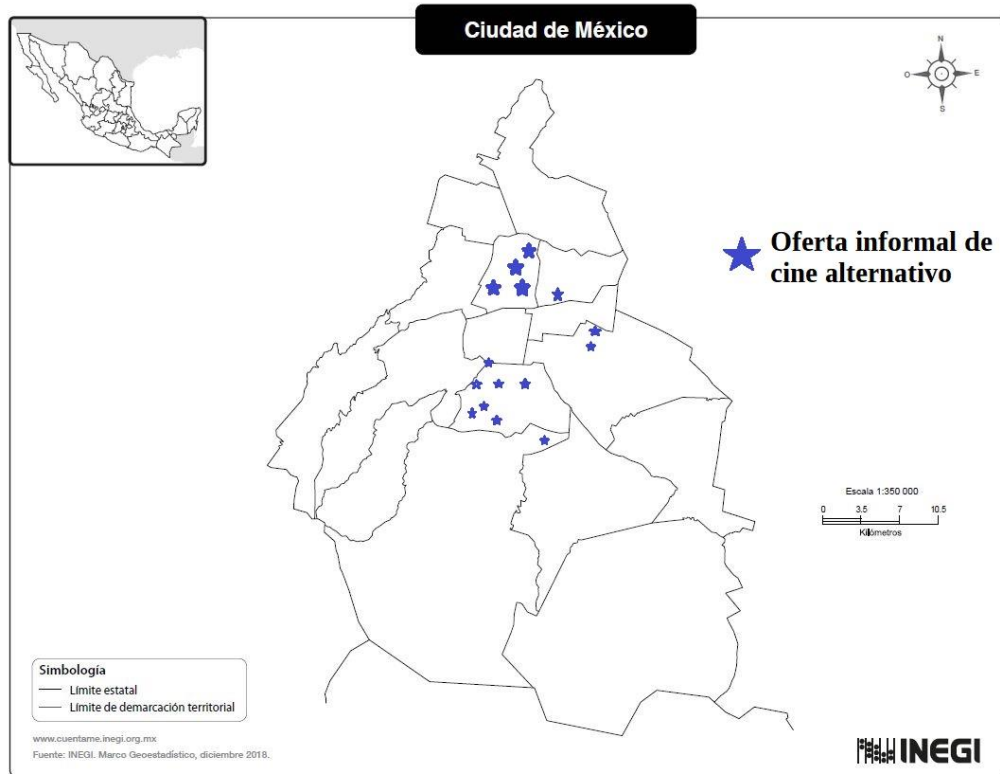 Ciudad de México
N
O
E
S
Oferta informal de
cine alternativo
Escala 1:350 000
0 3.5 7 10.5
Kilómetros
Simbología
Límite estatal
Límite de demarcación territorial
www.cuentame.inegi.org.mx
Fuente: INEGI. Marco Geoestadístico, diciembre 2018.
INEGI